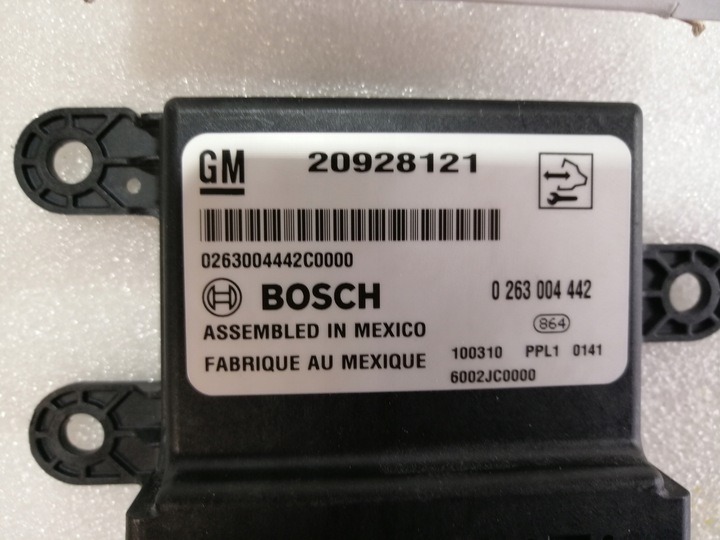 GM 20928121
0263004442C0000
BOSCH 0 263 004 442
864
ASSEMBLED IN MEXICO
FABRIQUE AU MEXIQUE
100310 PPL1 0141
6002JC0000